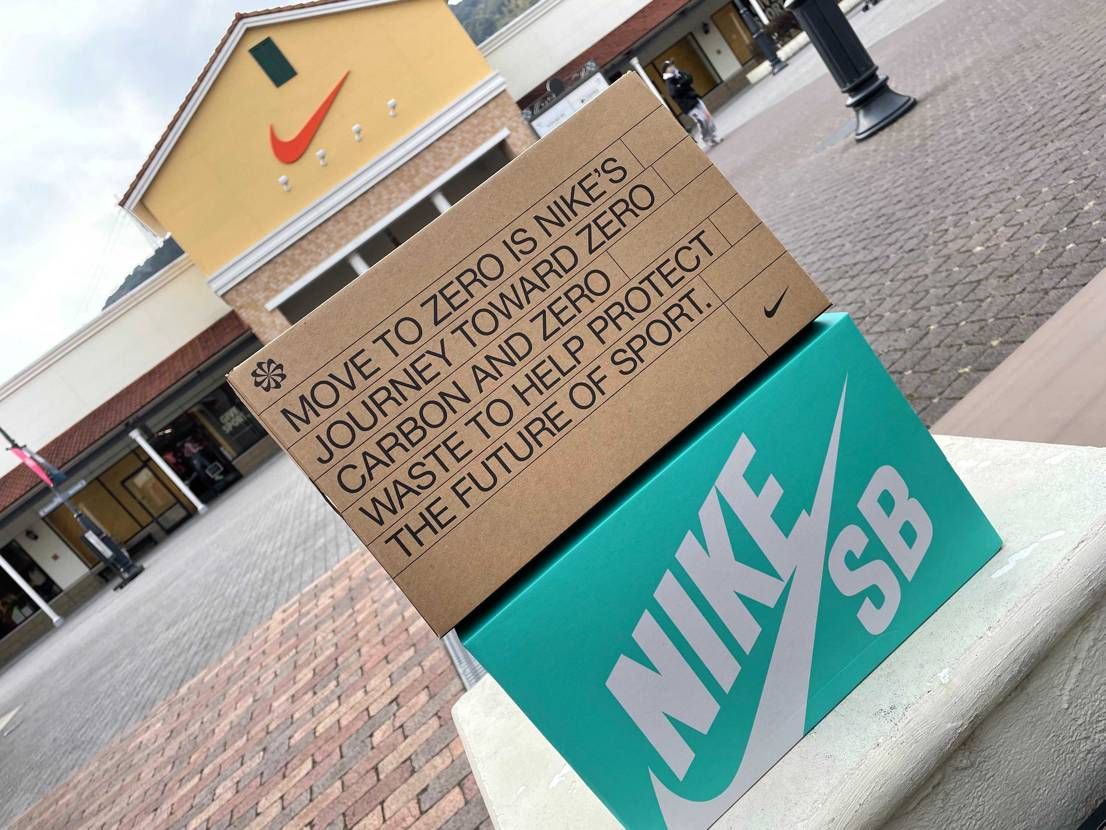 MOVE TO ZERO IS NIKE'S
JOURNEY TOWARD ZERO
CARBON AND ZERO
WASTE TO HELP PROTECT
THE FUTURE OF SPORT.
NIKE
SB